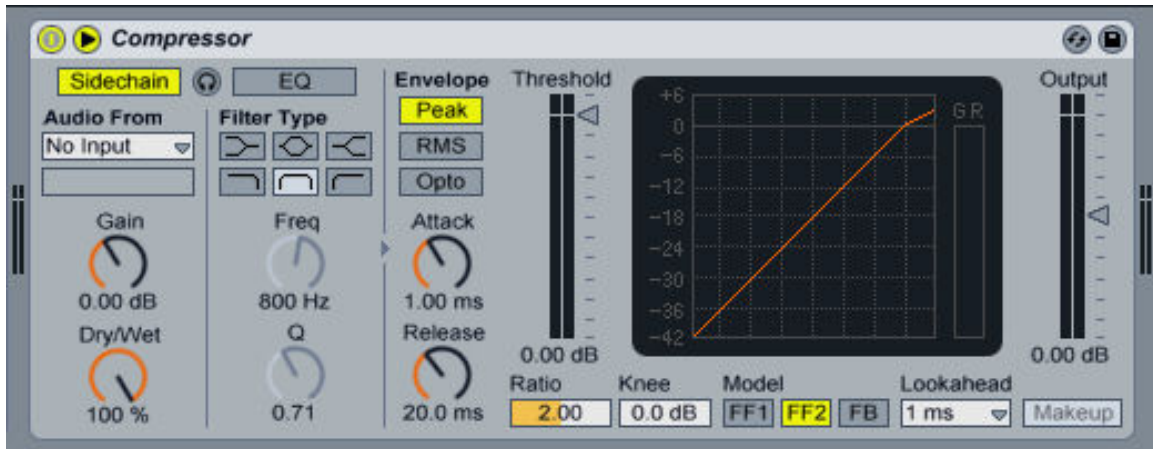 Compressor
Sidechain EQ
Audio From
No Input
Gain
0.00 dB
Dry/Wet
100 %
Filter Type
Freq
800 Hz
Q
0.71
Envelope
Peak
RMS
Opto
Attack
1.00 ms
Release
20.0 ms
Threshold
0.00 dB
+6
0
-6
-12
-18
-24
-30
-36
-42
GR
Output
0.00 dB
Ratio
2.00
Knee
0.0 dB
Model
FF1 FF2 FB
Lookahead
1 ms
Makeup